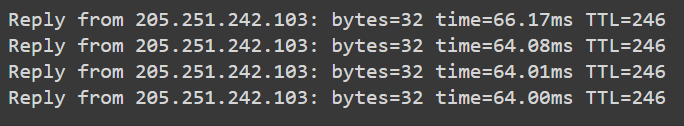 Reply from 205.251.242.103: bytes=32 time=66.17ms TTL=246
Reply from 205.251.242.103: bytes=32 time=64.08ms TTL=246
Reply from 205.251.242.103: bytes=32 time=64.01ms TTL=246
Reply from 205.251.242.103: bytes=32 time=64.00ms TTL=246